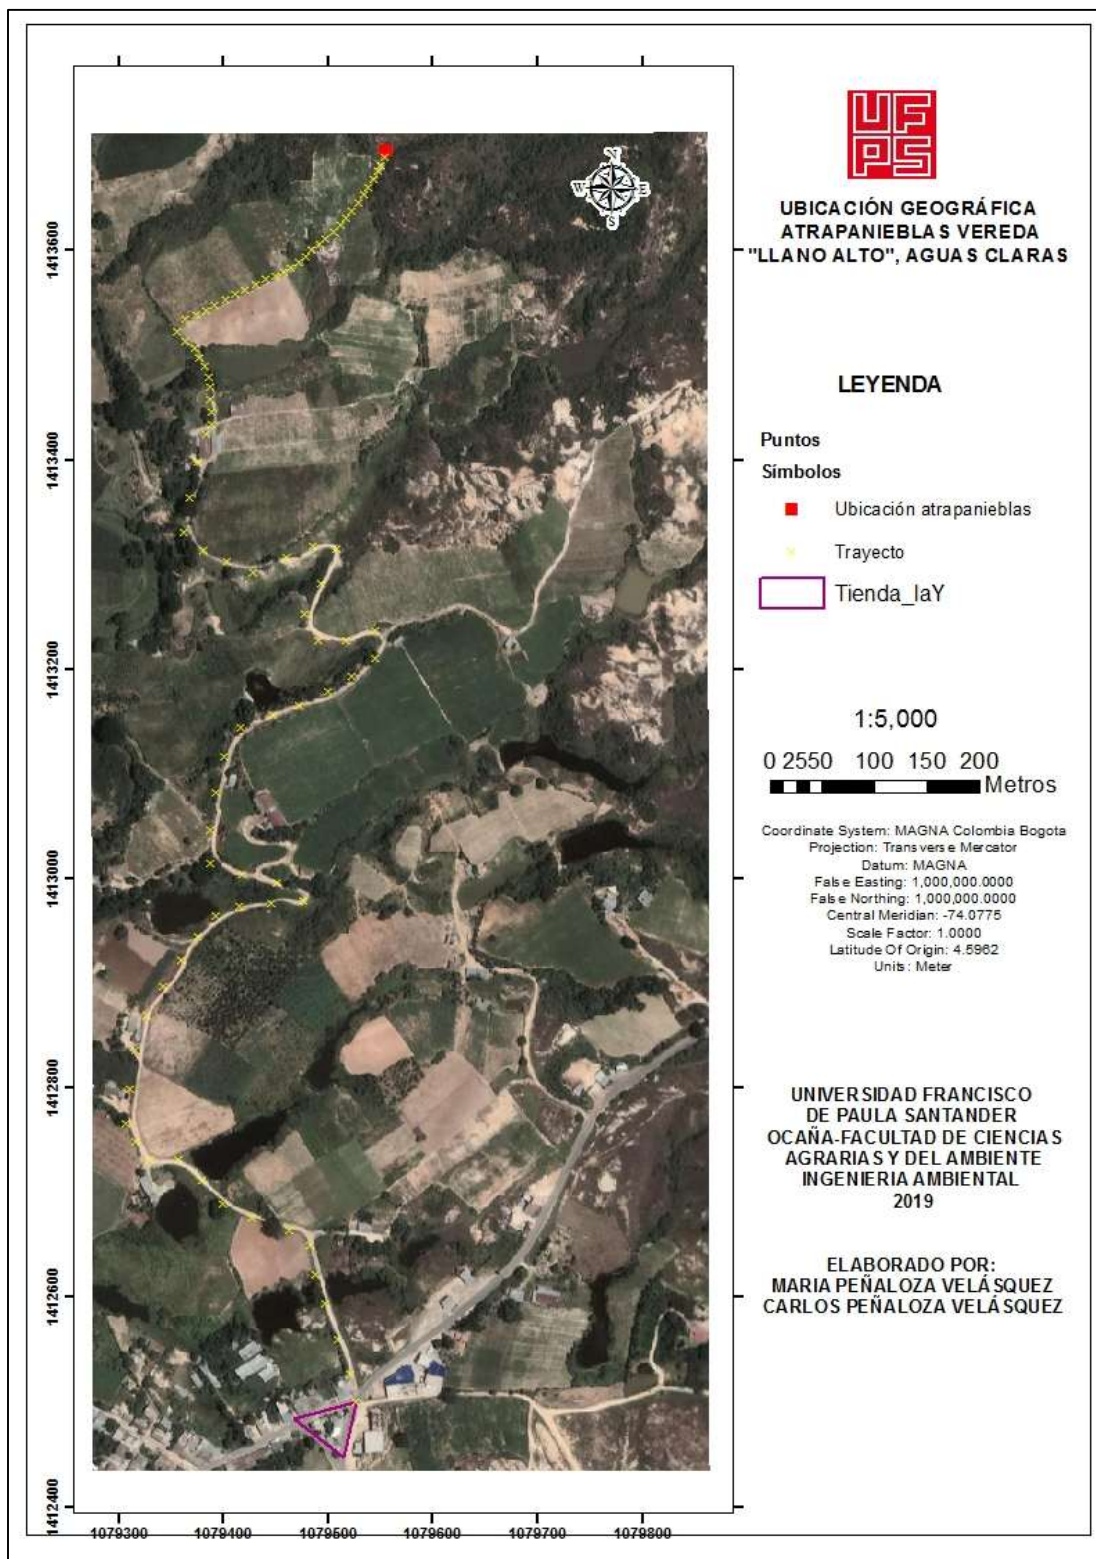 UF
PS
UBICACIÓN GEOGRÁFICA
ATRAPANIEBLAS VEREDA
"LLANO ALTO", AGUAS CLARAS
N
W E
S
LEYENDA
Puntos
Símbolos
Ubicación atrapanieblas
Trayecto
Tienda_laY
1:5,000
0 2550 100 150 200
Metros
Coordinate System: MAGNA Colombia Bogota
Projection: Transverse Mercator
Datum: MAGNA
False Easting: 1,000,000.0000
False Northing: 1,000,000.0000
Central Meridian: -74.0775
Scale Factor: 1.0000
Latitude Of Origin: 4.5962
Units: Meter
UNIVERSIDAD FRANCISCO
DE PAULA SANTANDER
OCAÑA-FACULTAD DE CIENCIAS
AGRARIAS Y DEL AMBIENTE
INGENIERIA AMBIENTAL
2019
ELABORADO POR:
MARIA PEÑALOZA VELÁSQUEZ
CARLOS PEÑALOZA VELÁSQUEZ
1413600
1413400
1413200
1413000
1412800
1412600
1412400
1079300 1079400 1079500 1079600 1079700 1079800